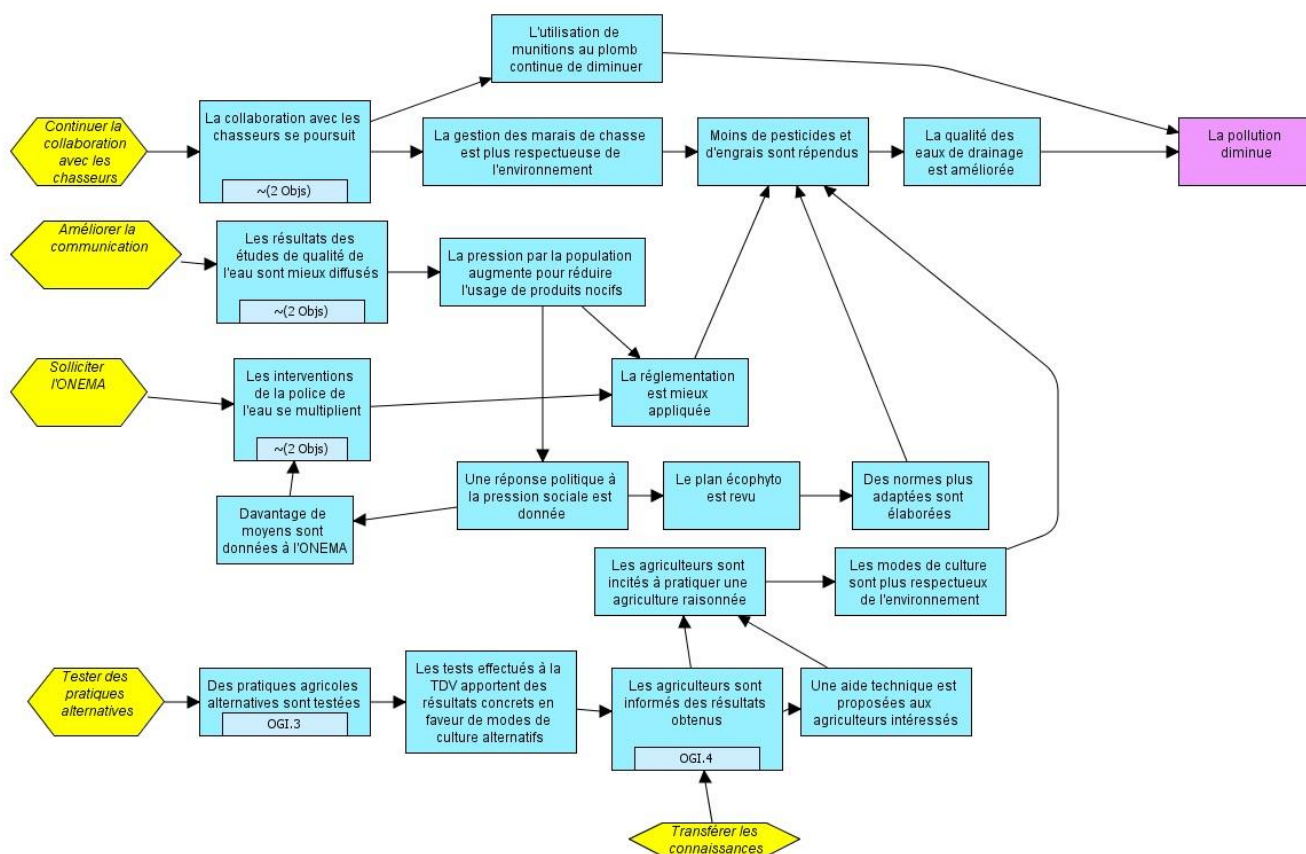 L'utilisation de
munitions au plomb
continue de diminuer
Continuer la
collaboration
avec les
chasseurs
La collaboration avec les
chasseurs se poursuit
~(2 Objs)
La gestion des marais de chasse
est plus respectueuse de
l'environnement
Moins de pesticides et
d'engrais sont répendus
La qualité des
eaux de drainage
est améliorée
La pollution
diminue
Améliorer la
communication
Les résultats des
études de qualité de
l'eau sont mieux diffusés
~(2 Objs)
La pression par la population
augmente pour réduire
l'usage de produits nocifs
Solliciter
l'ONEMA
Les interventions
de la police de
l'eau se multiplient
~(2 Objs)
La réglementation
est mieux
appliquée
Davantage de
moyens sont
données à l'ONEMA
Une réponse politique à
la pression sociale est
donnée
Le plan écophyto
est revu
Des normes plus
adaptées sont
élaborées
Les agriculteurs sont
incités à pratiquer une
agriculture raisonnée
Les modes de culture
sont plus respectueux
de l'environnement
Tester des
pratiques
alternatives
Des pratiques agricoles
alternatives sont testées
OGI.3
Les tests effectués à la
TDV apportent des
résultats concrets en
faveur de modes de
culture alternatifs
Les agriculteurs sont
informés des résultats
obtenus
OGI.4
Une aide technique est
proposées aux
agriculteurs intéressés
Transférer les
connaissances